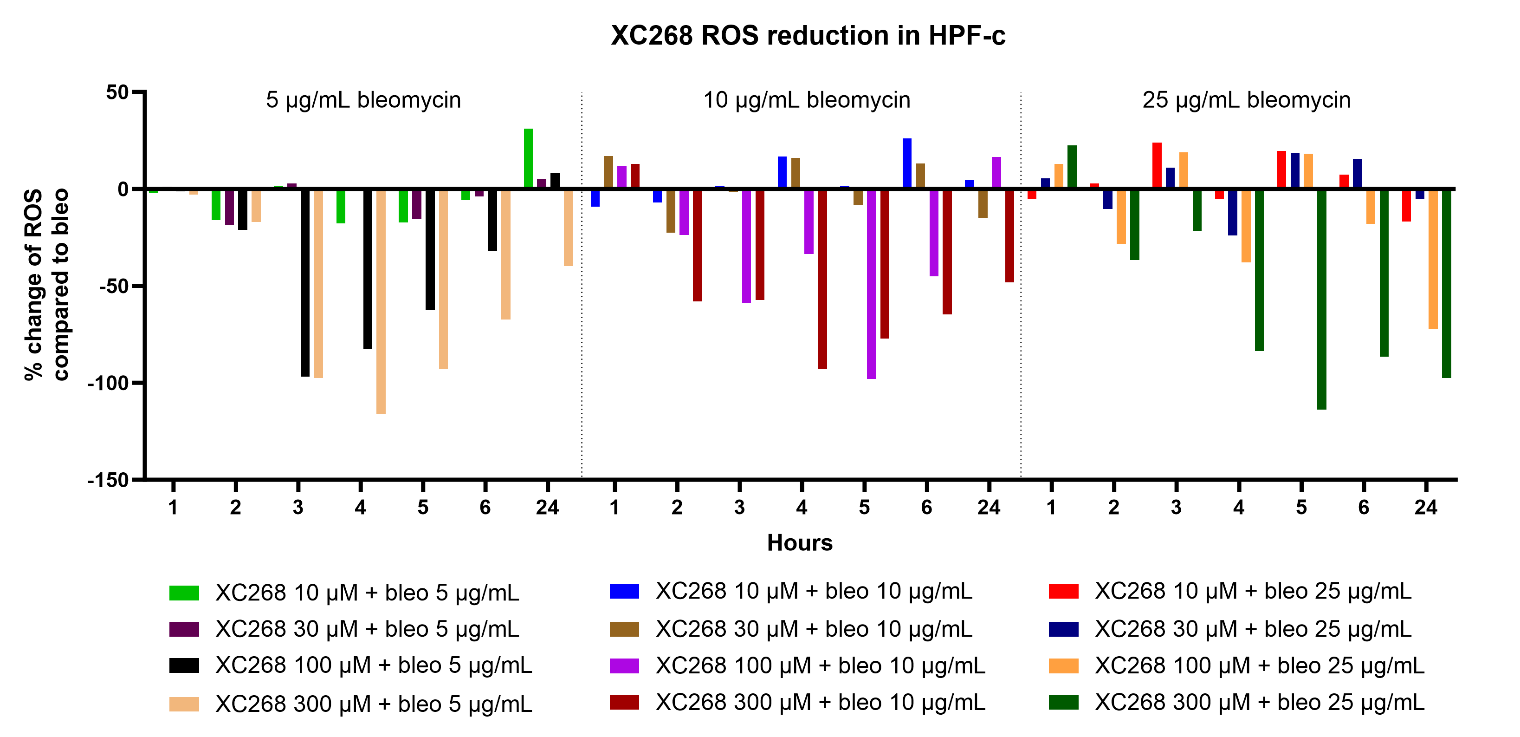 XC268 ROS reduction in HPF-c
5 µg/mL bleomycin
10 µg/mL bleomycin
25 µg/mL bleomycin
% change of ROS
compared to bleo
50
0
-50
-100
-150
1 2 3 4 5 6 24 1 2 3 4 5 6 24 1 2 3 4 5 6 24
Hours
XC268 10 µM + bleo 5 µg/mL
XC268 30 µM + bleo 5 µg/mL
XC268 100 µM + bleo 5 µg/mL
XC268 300 µM + bleo 5 µg/mL
XC268 10 µM + bleo 10 µg/mL
XC268 30 µM + bleo 10 µg/mL
XC268 100 µM + bleo 10 µg/mL
XC268 300 µM + bleo 10 µg/mL
XC268 10 µM + bleo 25 µg/mL
XC268 30 µM + bleo 25 µg/mL
XC268 100 µM + bleo 25 µg/mL
XC268 300 µM + bleo 25 µg/mL